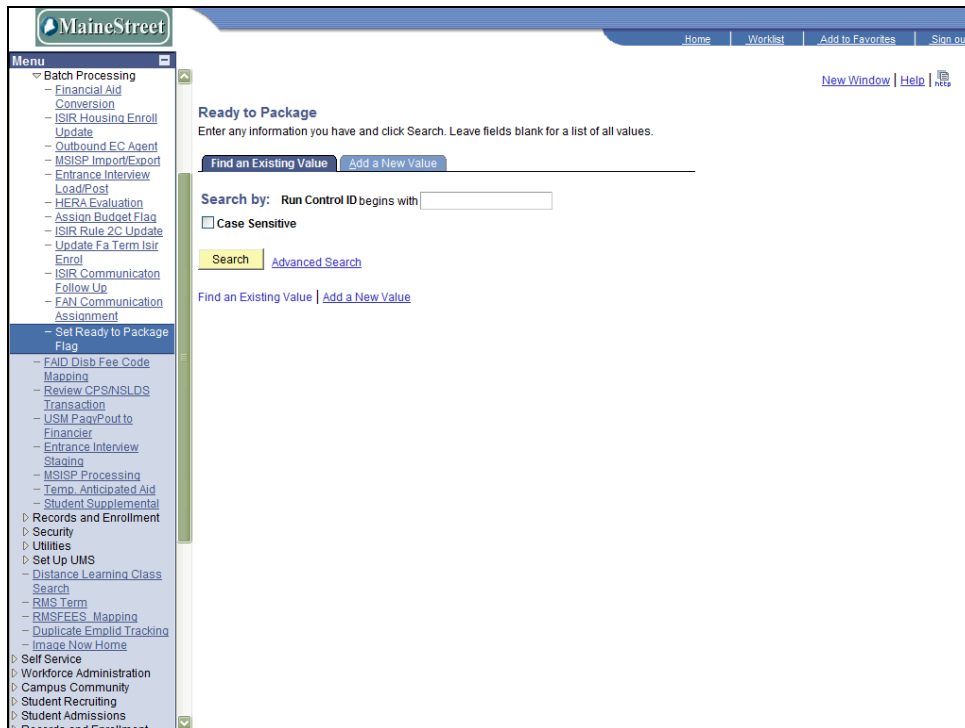 MaineStreet
Home
Worklist
Add to Favorites
Sign ou
Menu
Batch Processing
Financial Aid
Conversion
ISIR Housing Enroll
Update
Outbound EC Agent
MSISP Import/Export
Entrance Interview
Load/Post
HERA Evaluation
Assign Budget Flag
ISIR Rule 2C Update
Update Fa Term Isir
Enrol
ISIR Communicaton
Follow Up
FAN Communication
Assignment
Set Ready to Package
Flag
FAID Disb Fee Code
Mapping
Review CPS/NSLDS
Transaction
USM PagyPout to
Financier
Entrance Interview
Staging
MSISP Processing
Temp. Anticipated Aid
Student Supplemental
Records and Enrollment
Security
Utilities
Set Up UMS
Distance Learning Class
Search
RMS Term
RMSFEES_Mapping
Duplicate Emplid Tracking
Image Now Home
Self Service
Workforce Administration
Campus Community
Student Recruiting
Student Admissions
Records and Enrollment
New Window | Help | http
Ready to Package
Enter any information you have and click Search. Leave fields blank for a list of all values.
Find an Existing Value
Add a New Value
Search by: Run Control ID begins with
Case Sensitive
Search
Advanced Search
Find an Existing Value | Add a New Value